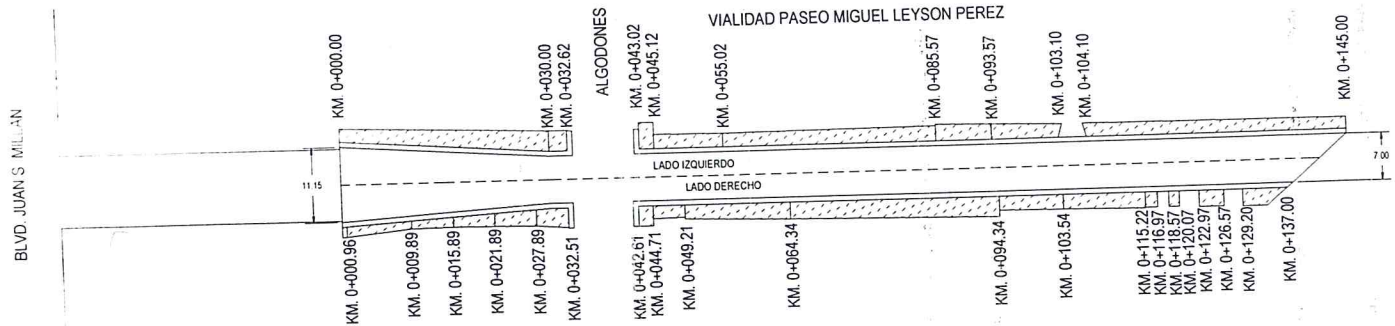 VIALIDAD PASEO MIGUEL LEYSON PEREZ
BLVD. JUAN S MILLAN
ALGODONES
KM. 0+000.00
KM. 0+030.00
KM. 0+032.62
KM. 0+043.02
KM. 0+045.12
KM. 0+055.02
KM. 0+085.57
KM. 0+093.57
KM. 0+103.10
KM. 0+104.10
KM. 0+145.00
11.15
LADO IZQUIERDO
LADO DERECHO
7.00
KM. 0+000.96
KM. 0+009.89
KM. 0+015.89
KM. 0+021.89
KM. 0+027.89
KM. 0+032.51
KM. 0+042.61
KM. 0+044.71
KM. 0+049.21
KM. 0+064.34
KM. 0+094.34
KM. 0+103.54
KM. 0+115.22
KM. 0+116.97
KM. 0+118.57
KM. 0+120.07
KM. 0+122.97
KM. 0+126.57
KM. 0+129.20
KM. 0+137.00